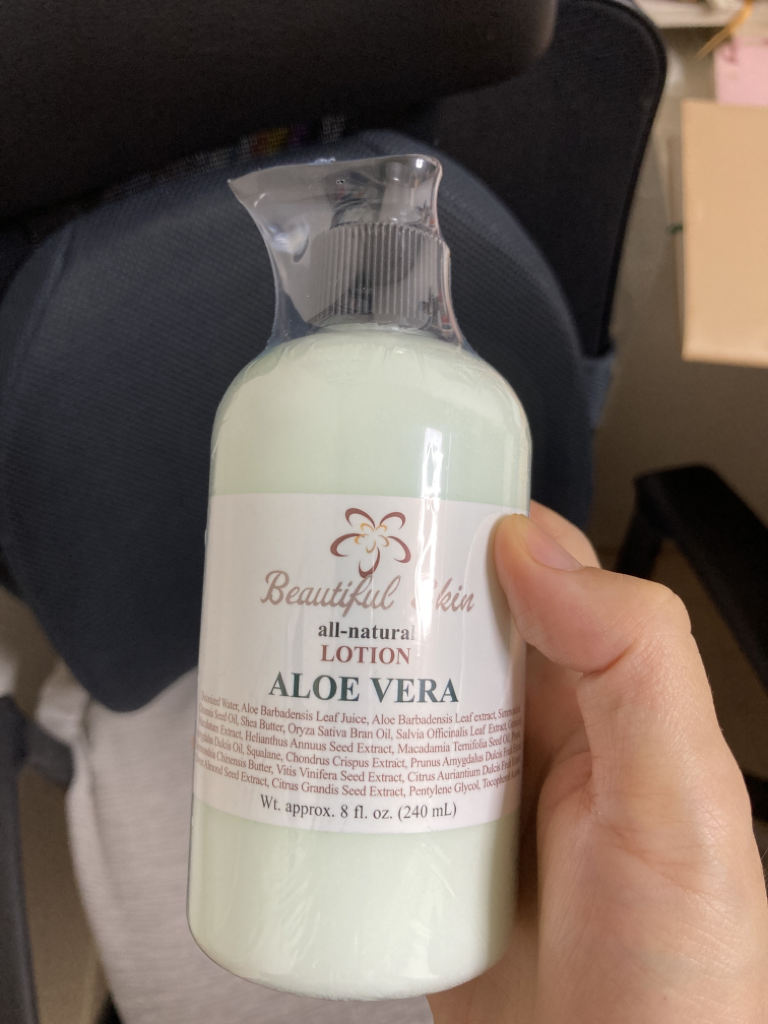 Beautiful Skin
all-natural
LOTION
ALOE VERA
Water, Aloe Barbadensis Leaf Juice, Aloe Barbadensis Leaf extract,
Seed Oil, Shea Butter, Oryza Sativa Bran Oil, Salvia Officinalis Leaf Extract,
Extract, Helianthus Annuus Seed Extract, Macadamia Ternifolia Seed Oil,
Dulcis Oil, Squalane, Chondrus Crispus Extract, Prunus Amygdalus Dulcis
Chinensis Butter, Vitis Vinifera Seed Extract, Citrus Auriantium Dulcis
Almond Seed Extract, Citrus Grandis Seed Extract, Pentylene Glycol,
Wt. approx. 8 fl. oz. (240 mL)